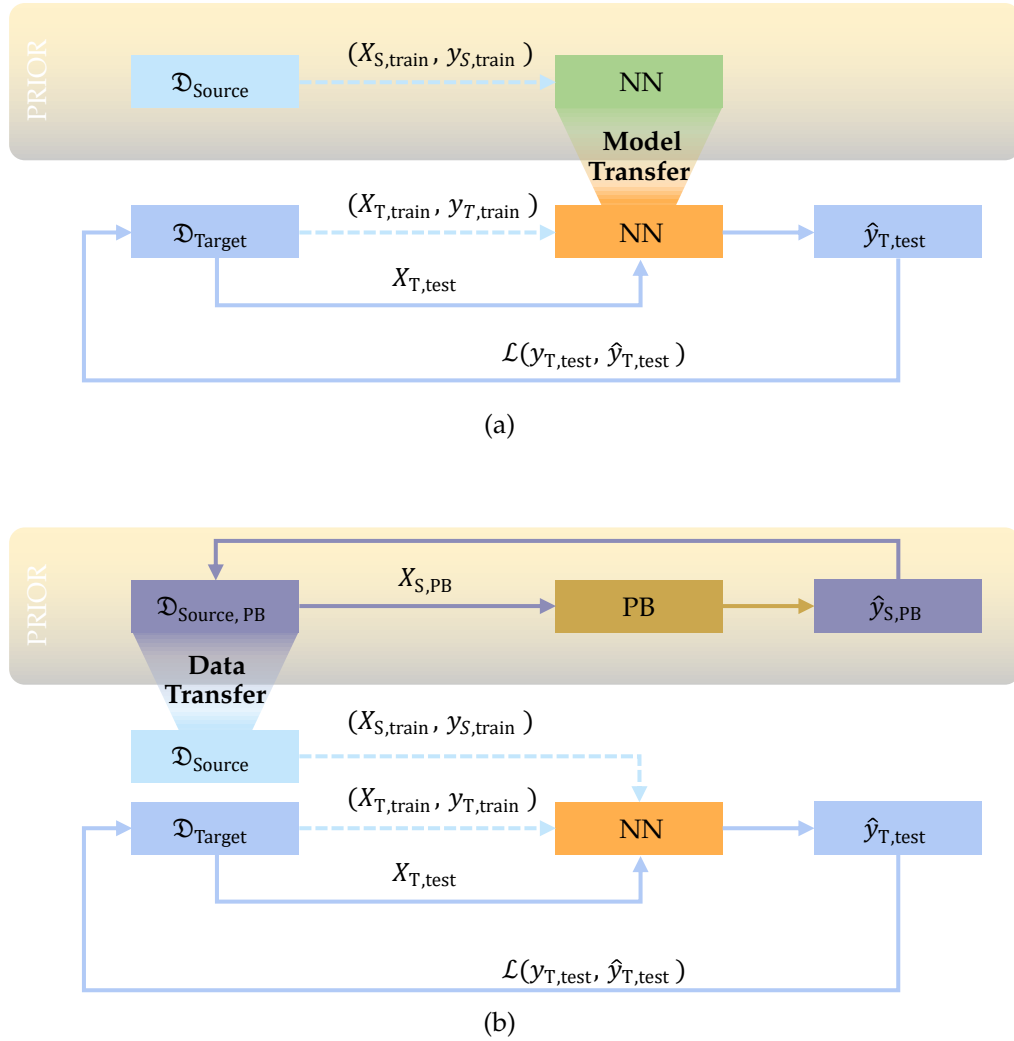 PRIOR
(X_S,train , y_S,train )
𝔇_Source
NN
Model
Transfer
(X_T,train , y_T,train )
𝔇_Target
NN
ŷ_T,test
X_T,test
ℒ(y_T,test, ŷ_T,test )
(a)
PRIOR
X_S,PB
𝔇_Source, PB
PB
ŷ_S,PB
Data
Transfer
(X_S,train , y_S,train )
𝔇_Source
(X_T,train , y_T,train )
𝔇_Target
NN
ŷ_T,test
X_T,test
ℒ(y_T,test, ŷ_T,test )
(b)